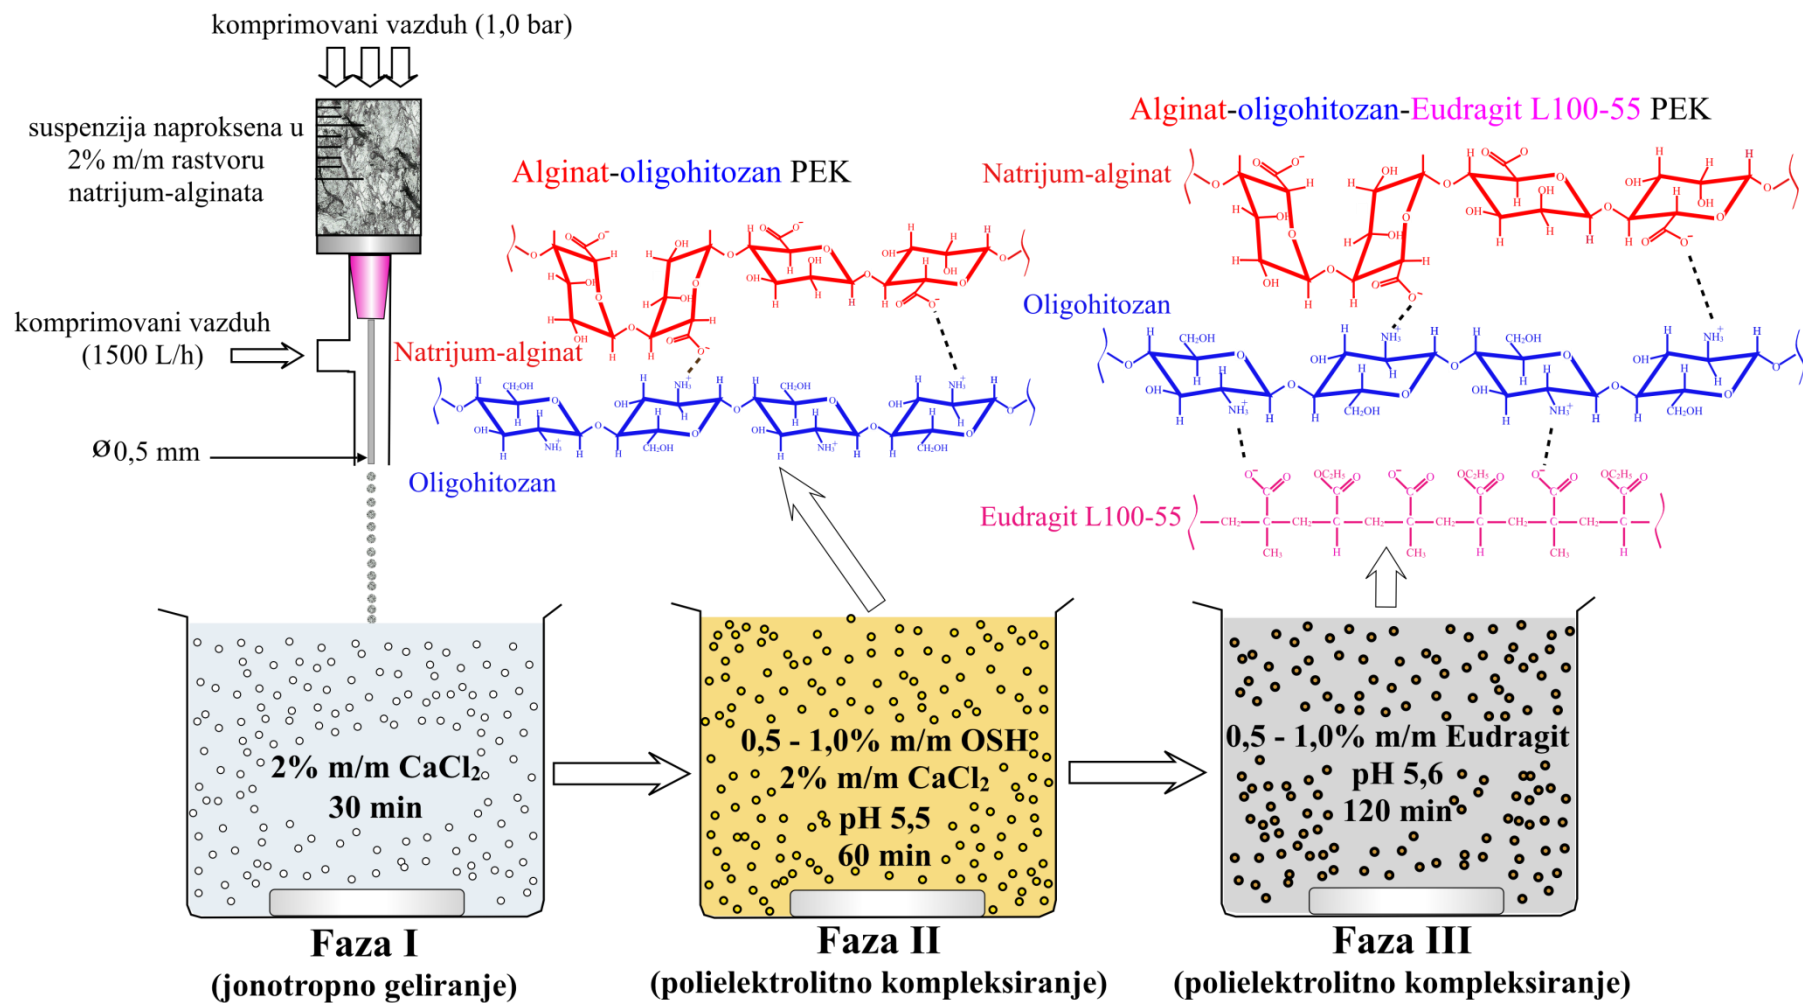 komprimovani vazduh (1,0 bar)
suspenzija naproksena u
2% m/m rastvoru
natrijum-alginata
komprimovani vazduh
(1500 L/h)
Ø0,5 mm
Alginat-oligohitozan PEK
Natrijum-alginat
Oligohitozan
Alginat-oligohitozan-Eudragit L100-55 PEK
Natrijum-alginat
Oligohitozan
Eudragit L100-55
2% m/m CaCl₂
30 min
0,5 - 1,0% m/m OSH
2% m/m CaCl₂
pH 5,5
60 min
0,5 - 1,0% m/m Eudragit
pH 5,6
120 min
Faza I
(jonotropno geliranje)
Faza II
(polielektrolitno kompleksiranje)
Faza III
(polielektrolitno kompleksiranje)